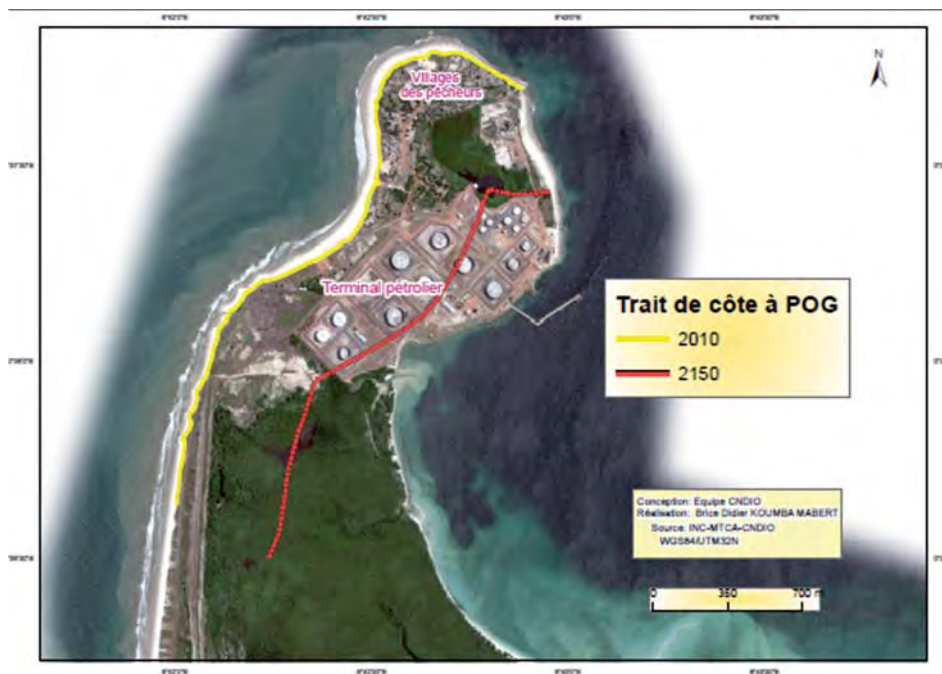 N
Villages
des pêcheurs
Terminal pétrolier
Trait de côte à POG
2010
2150
Conception: Equipe CNDIO
Réalisation: Brice Didier KOUMBA MABERT
Source: INC-MTCA-CNDIO
WGS84/UTM32N
0 350 700 m